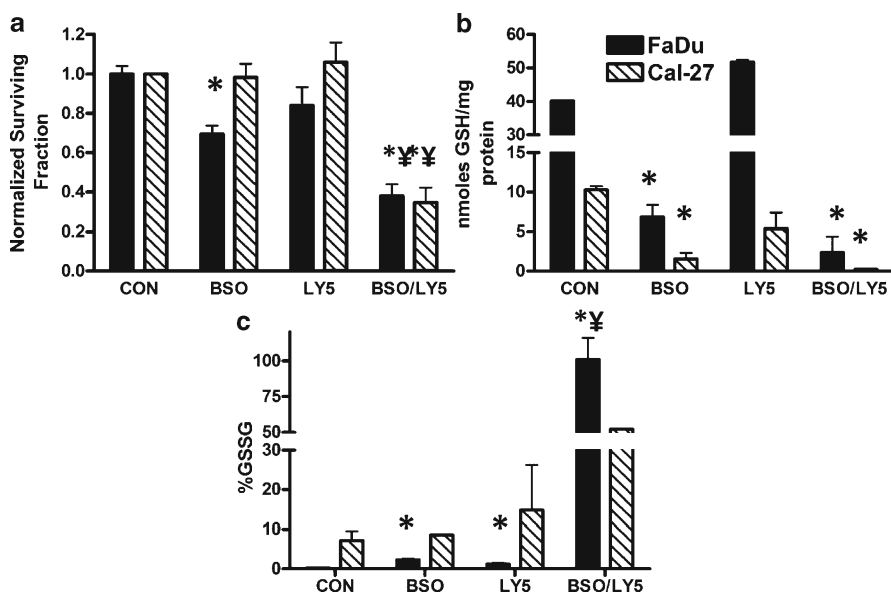 a
Normalized Surviving
Fraction
1.2
1.0
0.8
0.6
0.4
0.2
0.0
*
*¥ *¥
CON BSO LY5 BSO/LY5
b
FaDu
Cal-27
nmoles GSH/mg
protein
60
50
40
30
15
10
5
0
* *
* *
CON BSO LY5 BSO/LY5
c
%GSSG
100
75
50
30
20
10
0
*
*
*¥
CON BSO LY5 BSO/LY5